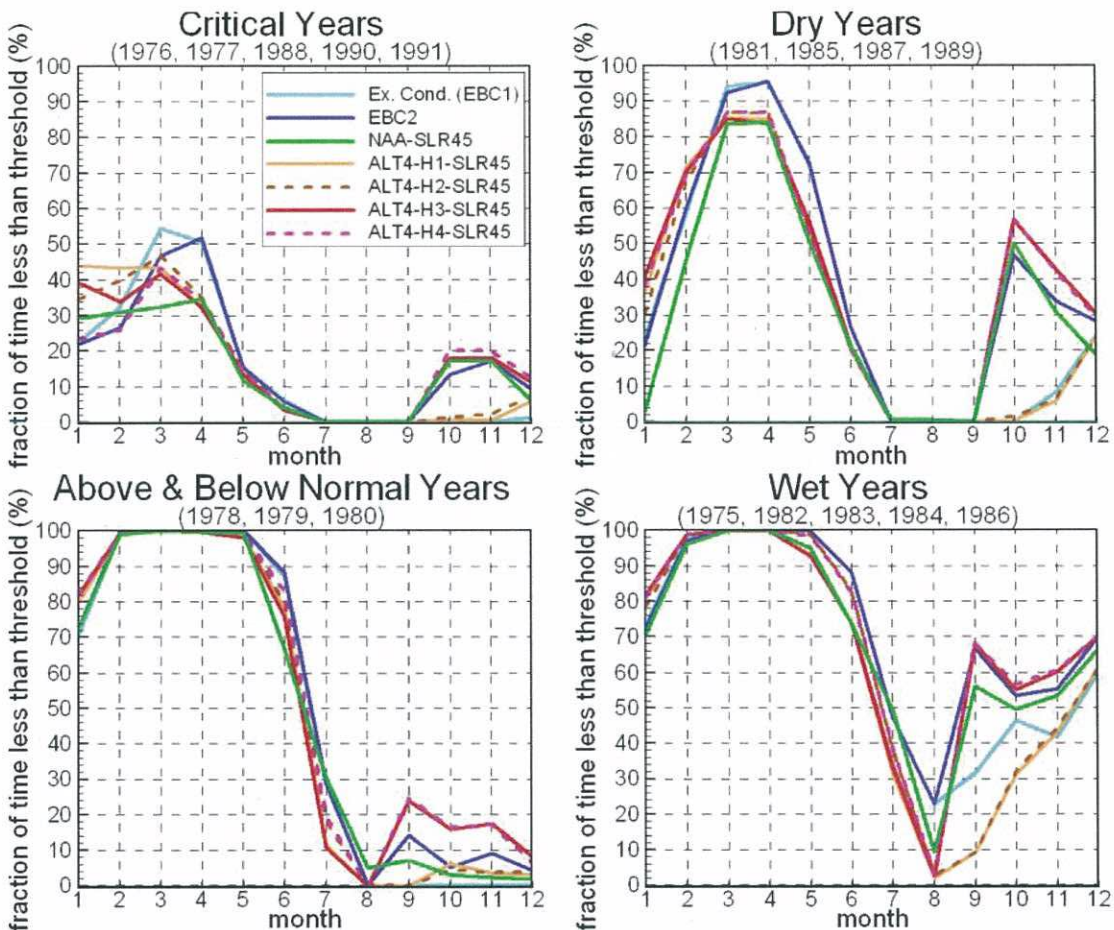 Critical Years
(1976, 1977, 1988, 1990, 1991)
fraction of time less than threshold (%)
100
90
80
70
60
50
40
30
20
10
0
Ex. Cond. (EBC1)
EBC2
NAA-SLR45
ALT4-H1-SLR45
ALT4-H2-SLR45
ALT4-H3-SLR45
ALT4-H4-SLR45
1 2 3 4 5 6 7 8 9 10 11 12
month
Dry Years
(1981, 1985, 1987, 1989)
fraction of time less than threshold (%)
100
90
80
70
60
50
40
30
20
10
0
1 2 3 4 5 6 7 8 9 10 11 12
month
Above & Below Normal Years
(1978, 1979, 1980)
fraction of time less than threshold (%)
100
90
80
70
60
50
40
30
20
10
0
1 2 3 4 5 6 7 8 9 10 11 12
month
Wet Years
(1975, 1982, 1983, 1984, 1986)
fraction of time less than threshold (%)
100
90
80
70
60
50
40
30
20
10
0
1 2 3 4 5 6 7 8 9 10 11 12
month